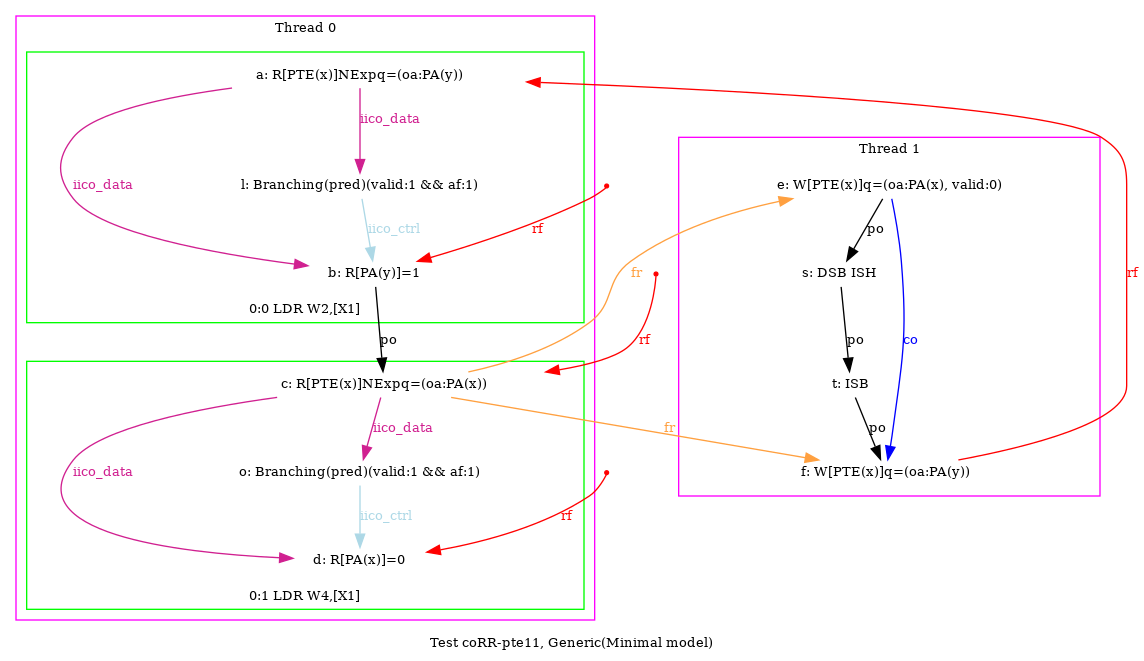 Thread 0
a: R[PTE(x)]NExpq=(oa:PA(y))
iico_data
iico_data
l: Branching(pred)(valid:1 && af:1)
iico_ctrl
rf
b: R[PA(y)]=1
0:0 LDR W2,[X1]
po
fr
rf
c: R[PTE(x)]NExpq=(oa:PA(x))
iico_data
fr
iico_data
o: Branching(pred)(valid:1 && af:1)
iico_ctrl
rf
d: R[PA(x)]=0
0:1 LDR W4,[X1]
Thread 1
e: W[PTE(x)]q=(oa:PA(x), valid:0)
po
s: DSB ISH
po
co
t: ISB
po
f: W[PTE(x)]q=(oa:PA(y))
rf
Test coRR-pte11, Generic(Minimal model)